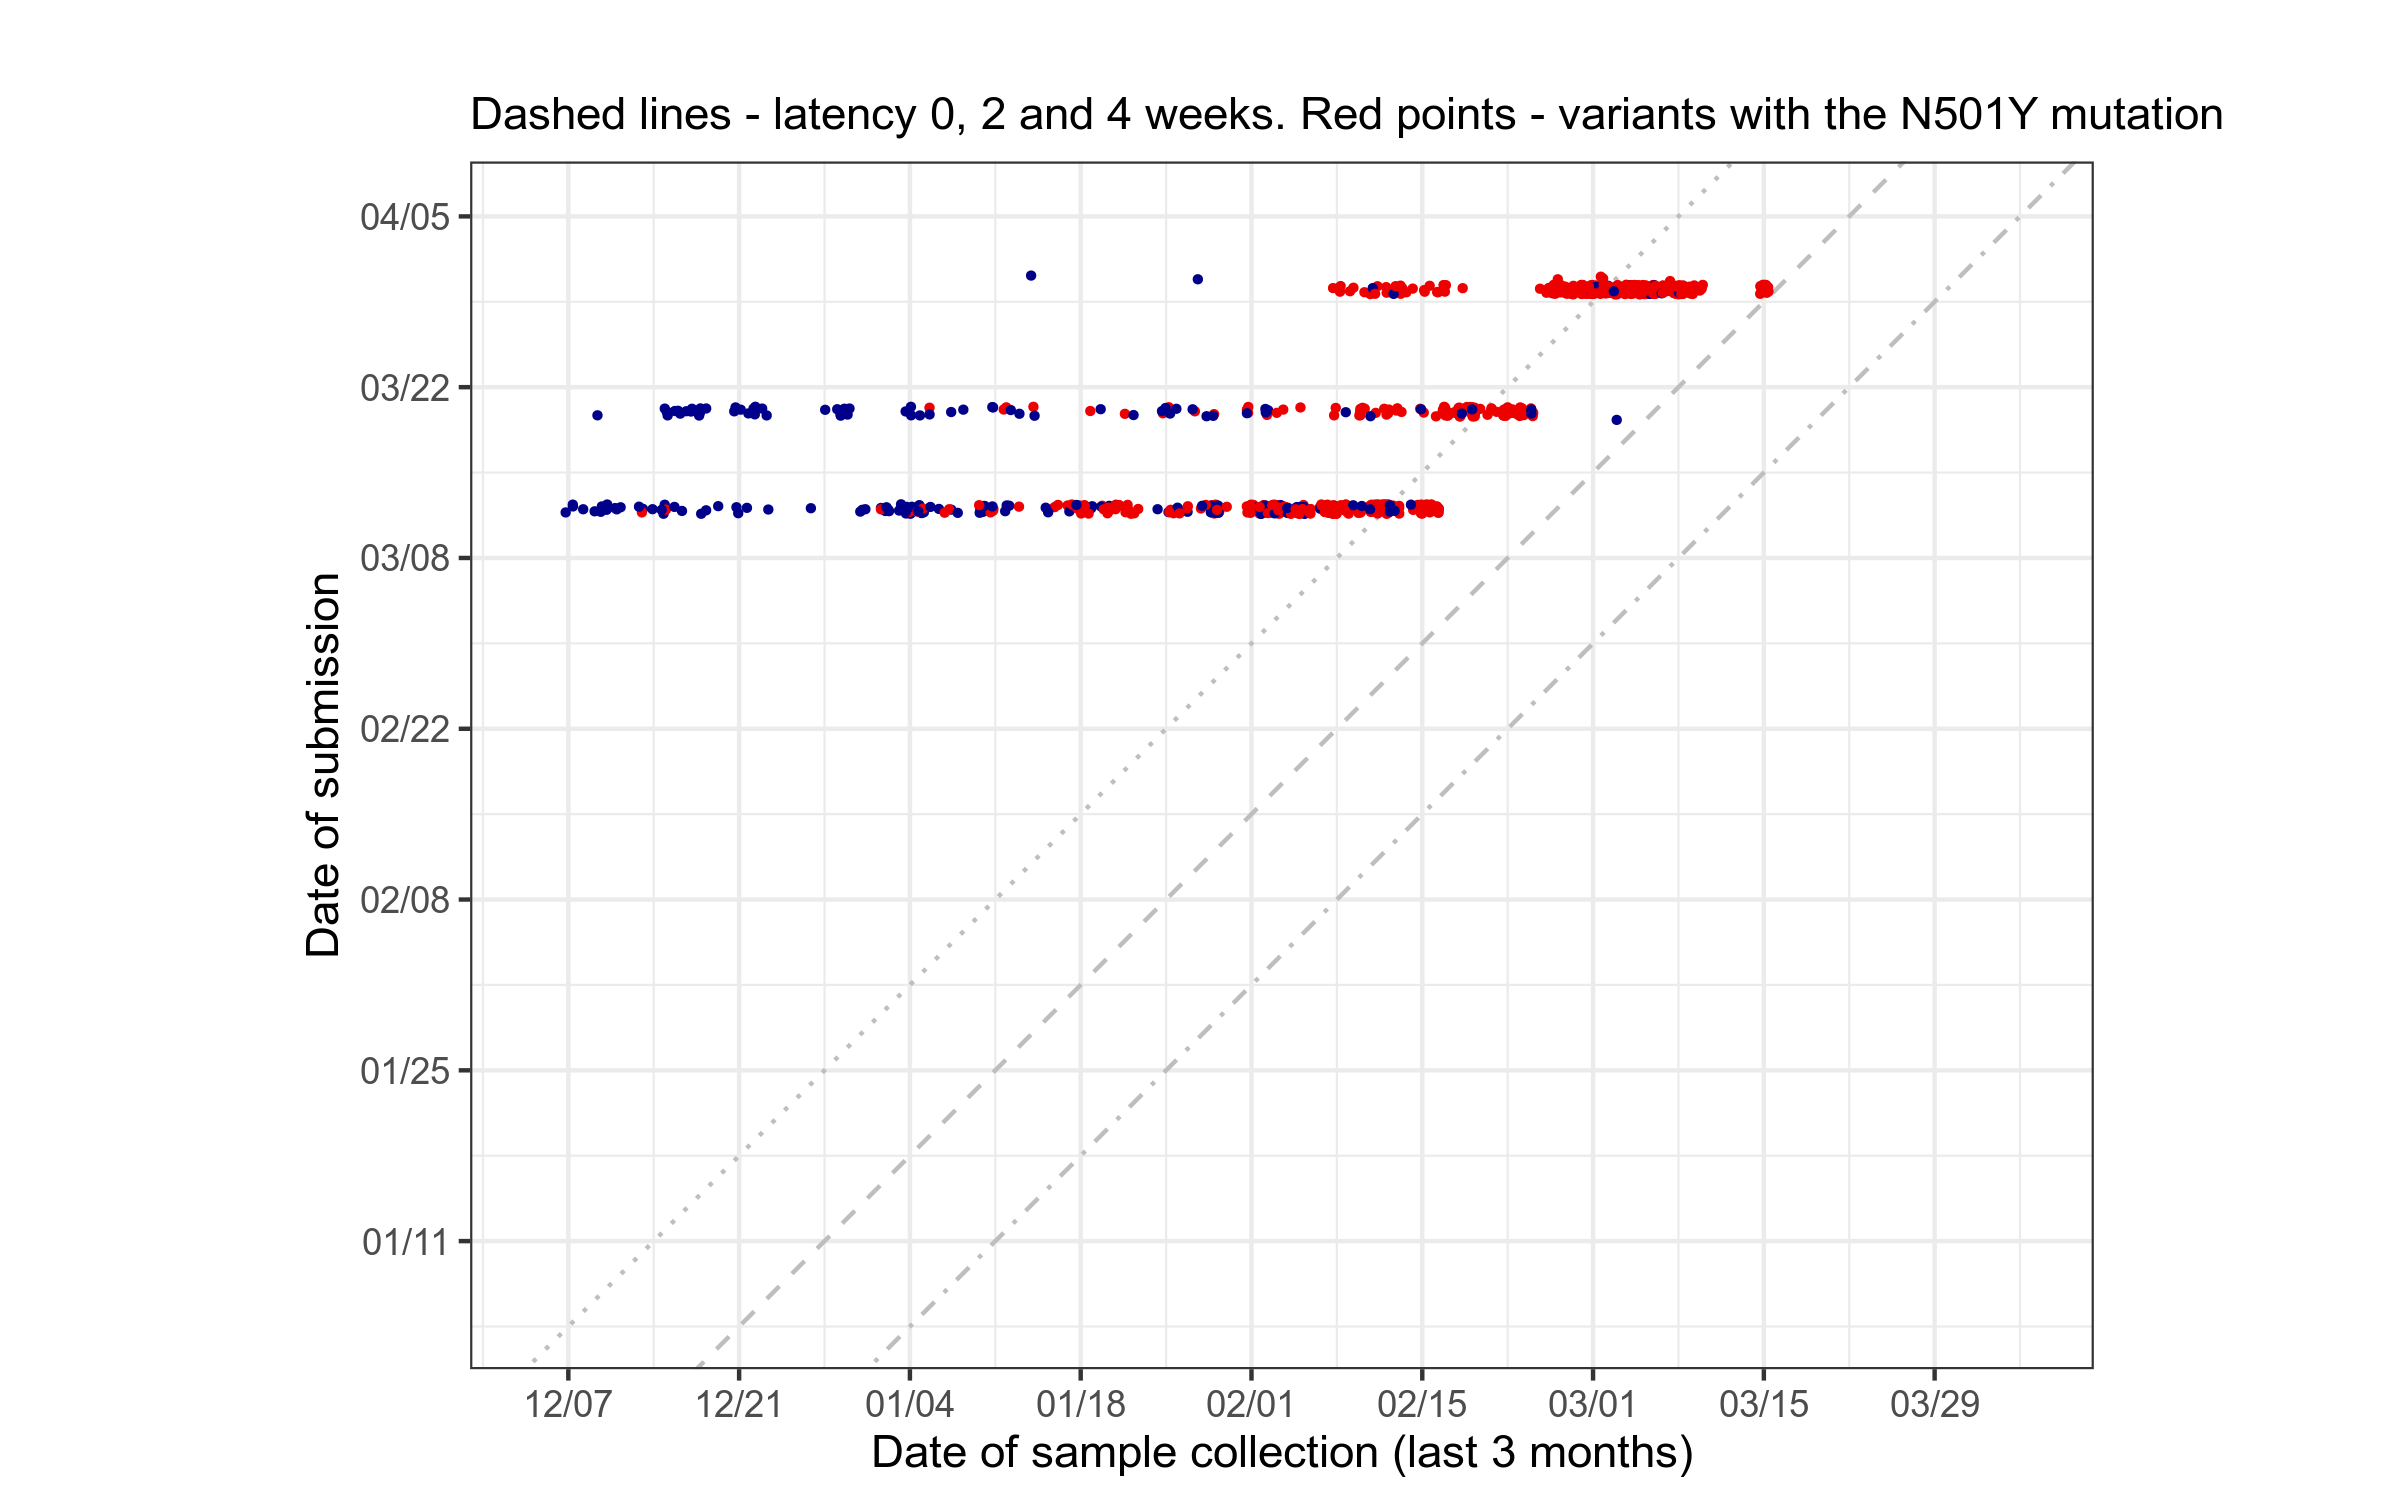 Dashed lines - latency 0, 2 and 4 weeks. Red points - variants with the N501Y mutation
Date of submission
04/05
03/22
03/08
02/22
02/08
01/25
01/11
12/07 12/21 01/04 01/18 02/01 02/15 03/01 03/15 03/29
Date of sample collection (last 3 months)